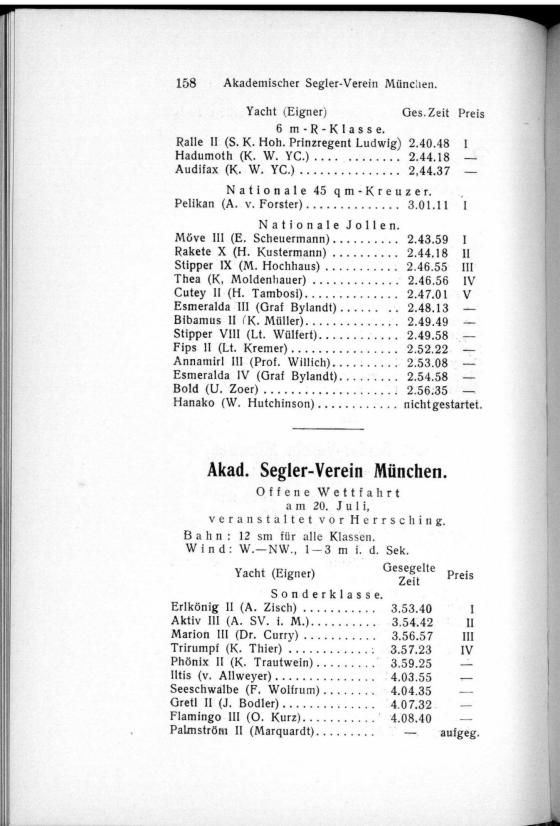 158 Akademischer Segler-Verein München.
Yacht (Eigner) Ges. Zeit Preis
6 m-R-Klasse.
Ralle II (S. K. Hoh. Prinzregent Ludwig) 2.40.48 I
Hadumoth (K. W. YC.) .... ........... 2.44.18 —
Audifax (K. W. YC.) ............... 2,44.37 —
Nationale 45 qm-Kreuzer.
Pelikan (A. v. Forster).............. 3.01.11 I
Nationale Jollen.
Möve III (E. Scheuermann).......... 2.43.59 I
Rakete X (H. Kustermann) .......... 2.44.18 II
Stipper IX (M. Hochhaus) ........... 2.46.55 III
Thea (K, Moldenhauer) ............. 2.46.56 IV
Cutey II (H. Tambosi).............. 2.47.01 V
Esmeralda III (Graf Bylandt)...... .. 2.48.13 —
Bibamus II (K. Müller).............. 2.49.49 —
Stipper VIII (Lt. Wülfert)............ 2.49.58 —
Fips II (Lt. Kremer)................ 2.52.22 —
Annamirl III (Prof. Willich).......... 2.53.08 —
Esmeralda IV (Graf Bylandt)......... 2.54.58 —
Bold (U. Zoer) .................... 2.56.35 —
Hanako (W. Hutchinson)............ nicht gestartet.
Akad. Segler-Verein München.
Offene Wettfahrt
am 20. Juli,
veranstaltet vor Herrsching.
Bahn: 12 sm für alle Klassen.
Wind: W.—NW., 1—3 m i. d. Sek.
Yacht (Eigner) Gesegelte Zeit Preis
Sonderklasse.
Erlkönig II (A. Zisch) ........... 3.53.40 I
Aktiv III (A. SV. i. M.).......... 3.54.42 II
Marion III (Dr. Curry) ........... 3.56.57 III
Trirumpf (K. Thier) ............. 3.57.23 IV
Phönix II (K. Trautwein)......... 3.59.25 —
Iltis (v. Allweyer)............... 4.03.55 —
Seeschwalbe (F. Wolfrum)........ 4.04.35 —
Gretl II (J. Bodler).............. 4.07.32 —
Flamingo III (O. Kurz)........... 4.08.40 —
Palmström II (Marquardt)......... — aufgeg.